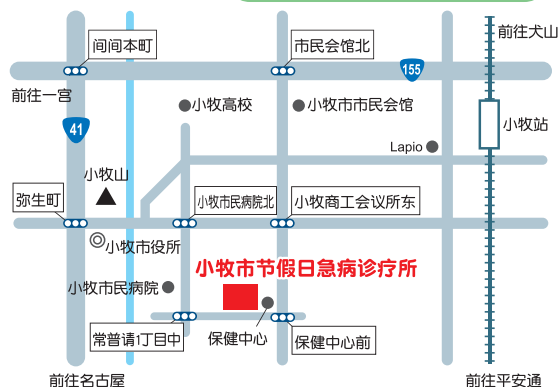 前往犬山
间间本町
市民会馆北
155
前往一宫
小牧高校
小牧市市民会馆
小牧站
41
Lapio
小牧山
弥生町
小牧市民病院北
小牧商工会议所东
小牧市役所
小牧市节假日急病诊疗所
小牧市民病院
常普请1丁目中
保健中心
保健中心前
前往名古屋
前往平安通